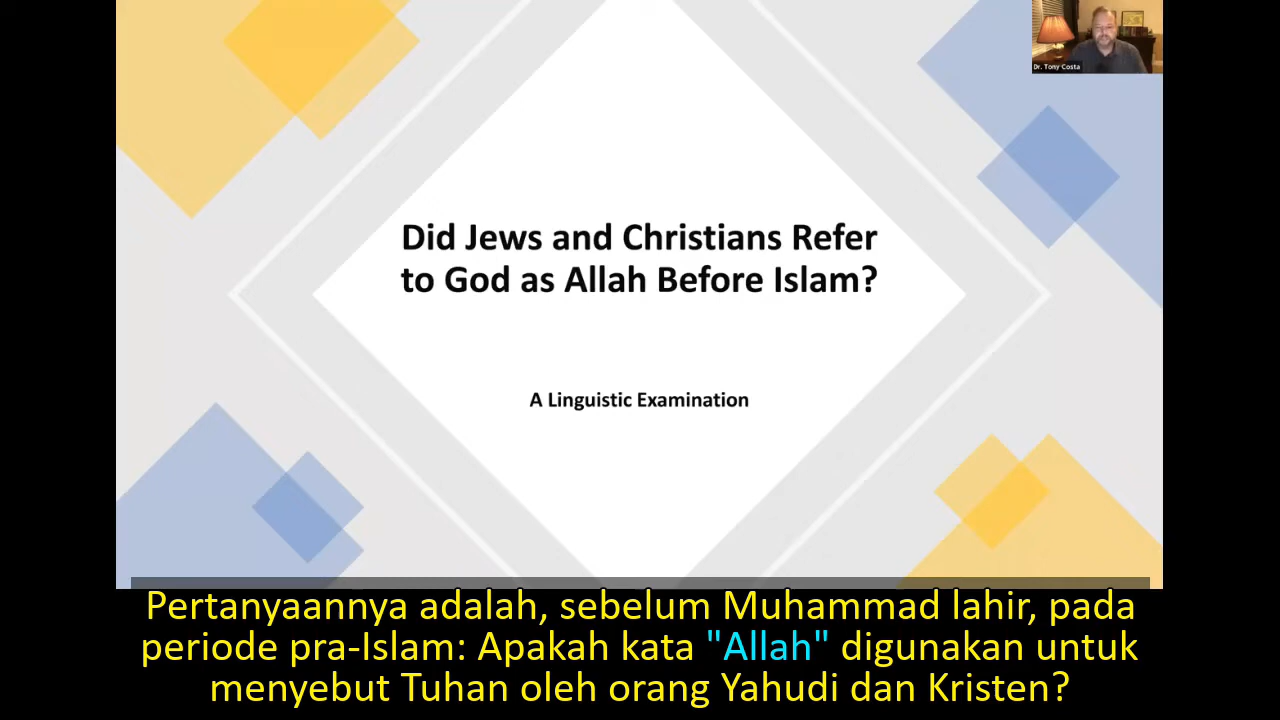 Dr. Tony Costa
Did Jews and Christians Refer
to God as Allah Before Islam?
A Linguistic Examination
Pertanyaannya adalah, sebelum Muhammad lahir, pada
periode pra-Islam: Apakah kata "Allah" digunakan untuk
menyebut Tuhan oleh orang Yahudi dan Kristen?